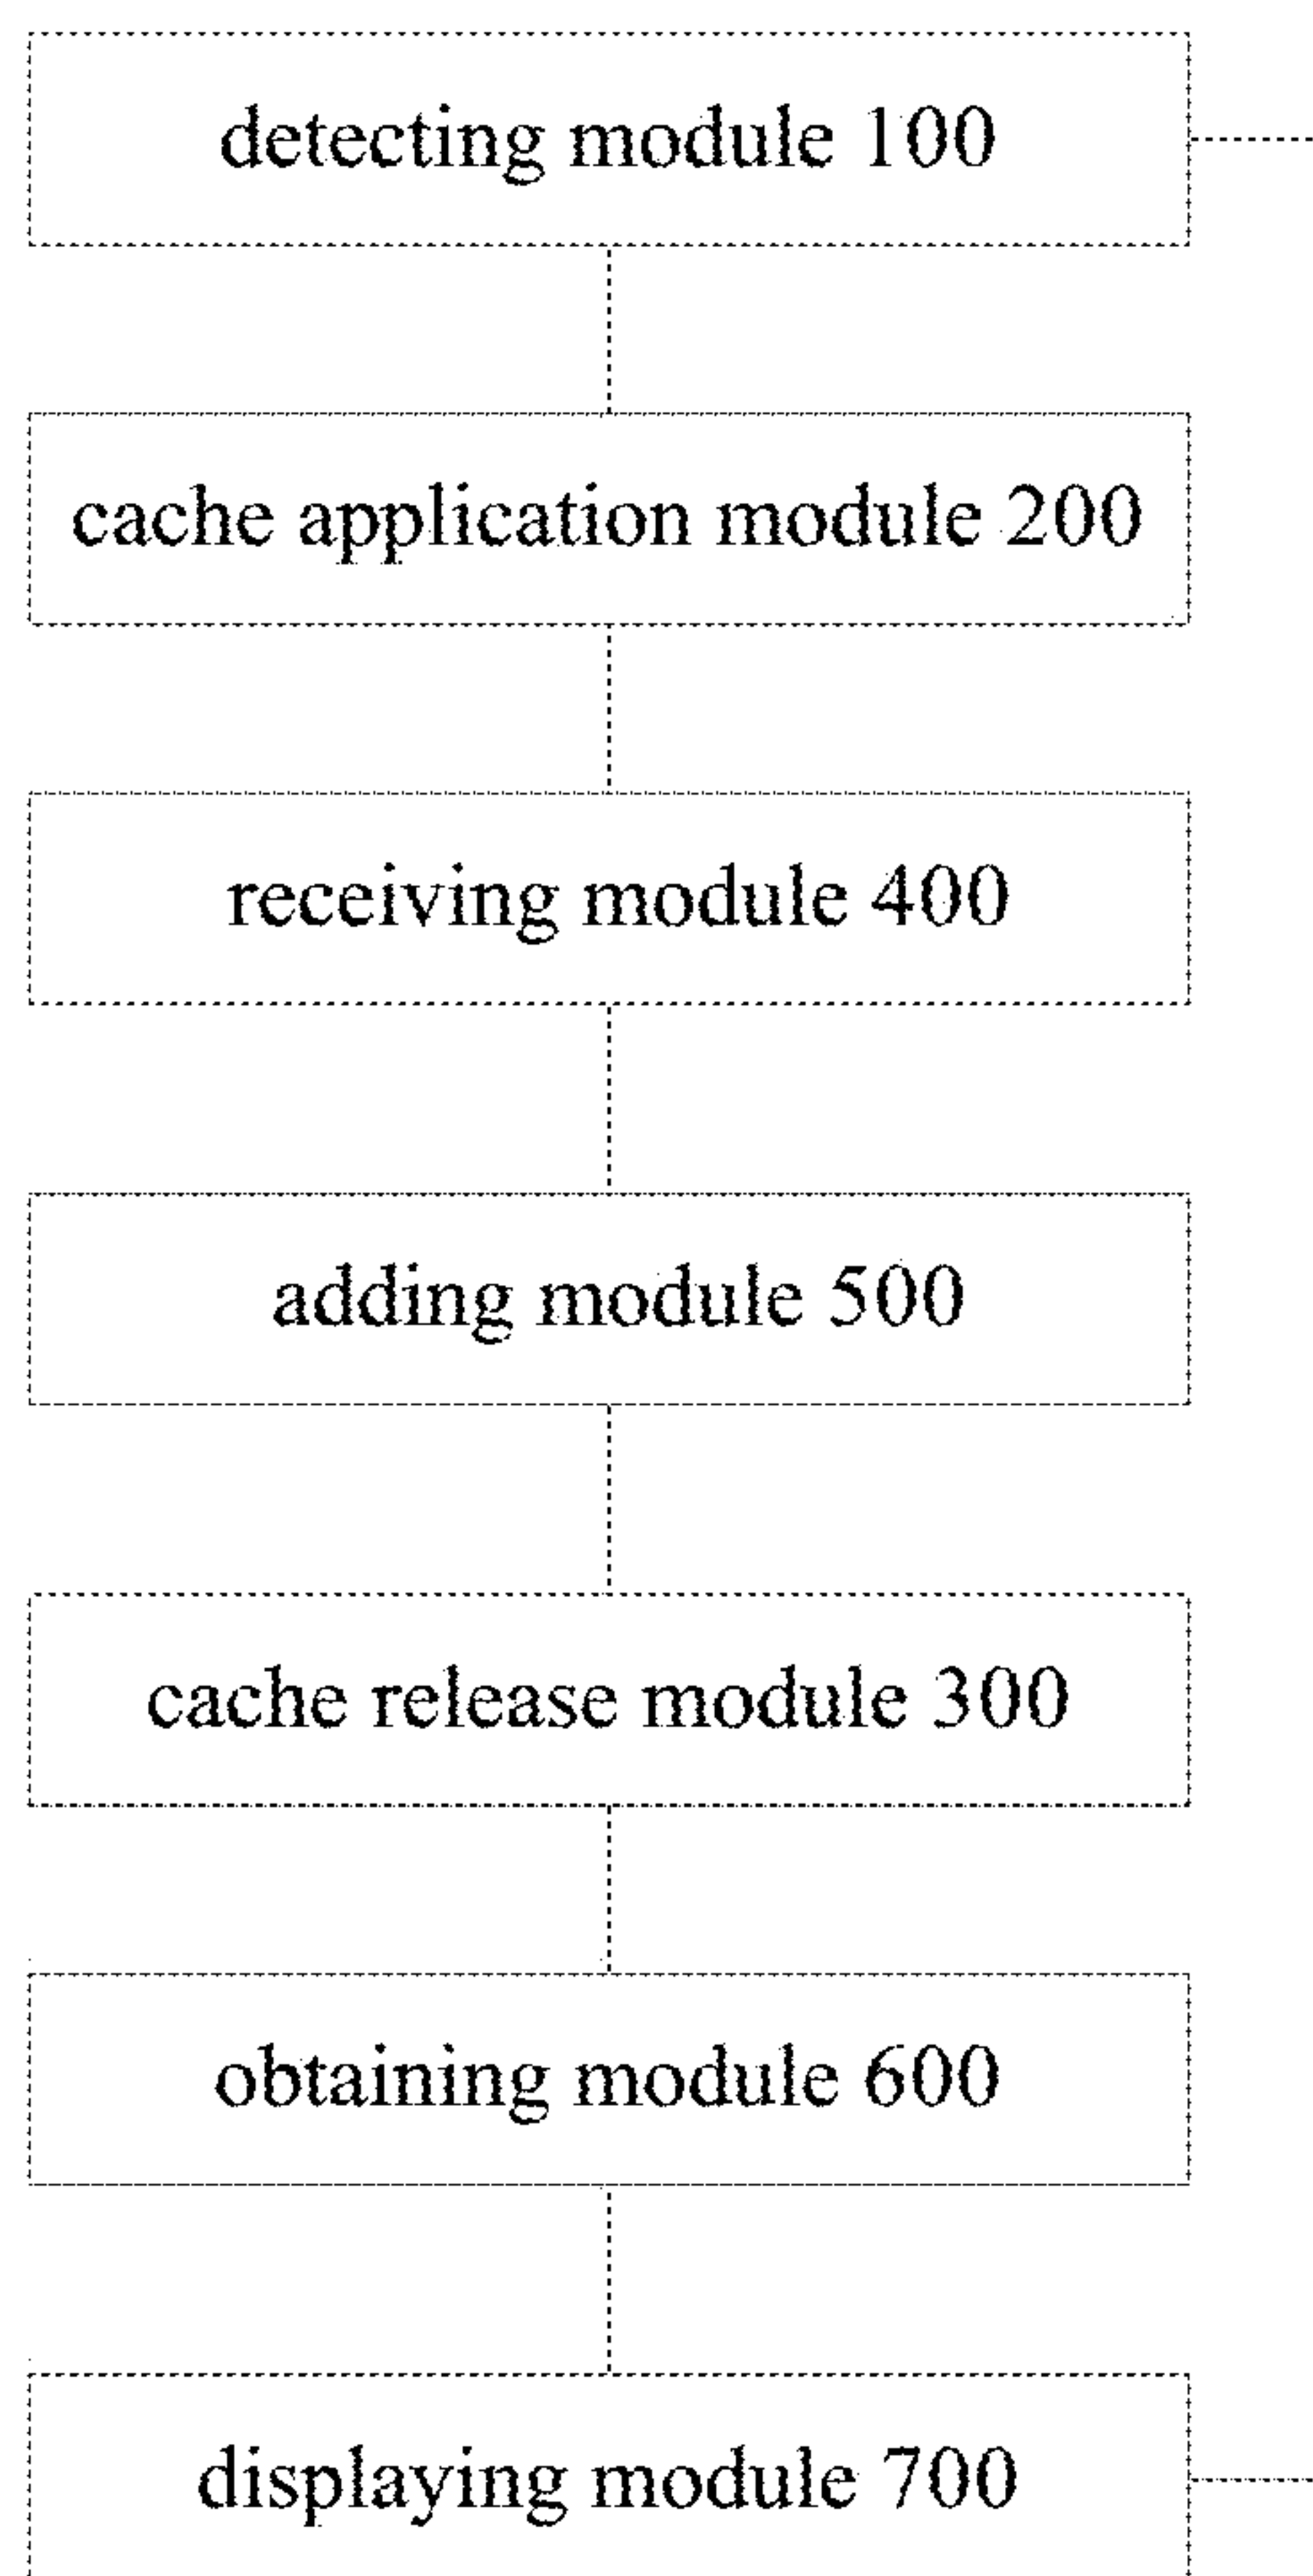 detecting module 100
cache application module 200
receiving module 400
adding module 500
cache release module 300
obtaining module 600
displaying module 700